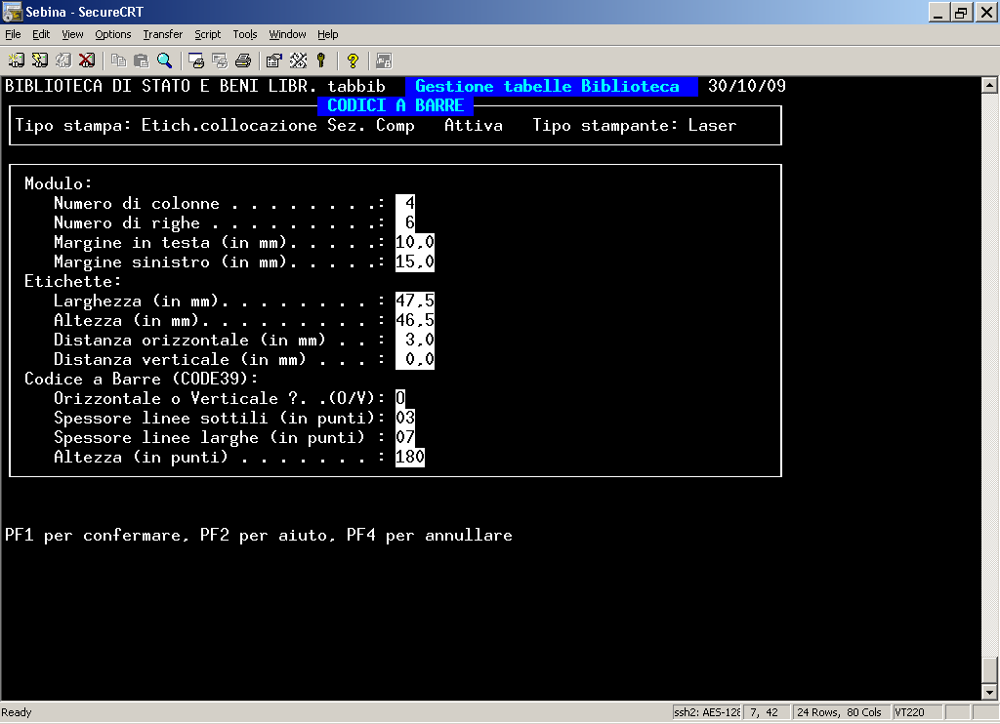 Sebina - SecureCRT
File Edit View Options Transfer Script Tools Window Help
BIBLIOTECA DI STATO E BENI LIBR. tabbib Gestione tabelle Biblioteca 30/10/09
CODICI A BARRE
Tipo stampa: Etich.collocazione Sez. Comp Attiva Tipo stampante: Laser
Modulo:
Numero di colonne . . . . . . . .: 4
Numero di righe . . . . . . . . .: 6
Margine in testa (in mm). . . . .: 10,0
Margine sinistro (in mm). . . . .: 15,0
Etichette:
Larghezza (in mm). . . . . . . . : 47,5
Altezza (in mm). . . . . . . . . : 46,5
Distanza orizzontale (in mm) . . : 3,0
Distanza verticale (in mm) . . . : 0,0
Codice a Barre (CODE39):
Orizzontale o Verticale ?. .(O/V): O
Spessore linee sottili (in punti): 03
Spessore linee larghe (in punti) : 07
Altezza (in punti) . . . . . . . : 180
PF1 per confermare, PF2 per aiuto, PF4 per annullare
Ready ssh2: AES-128 7, 42 24 Rows, 80 Cols VT220